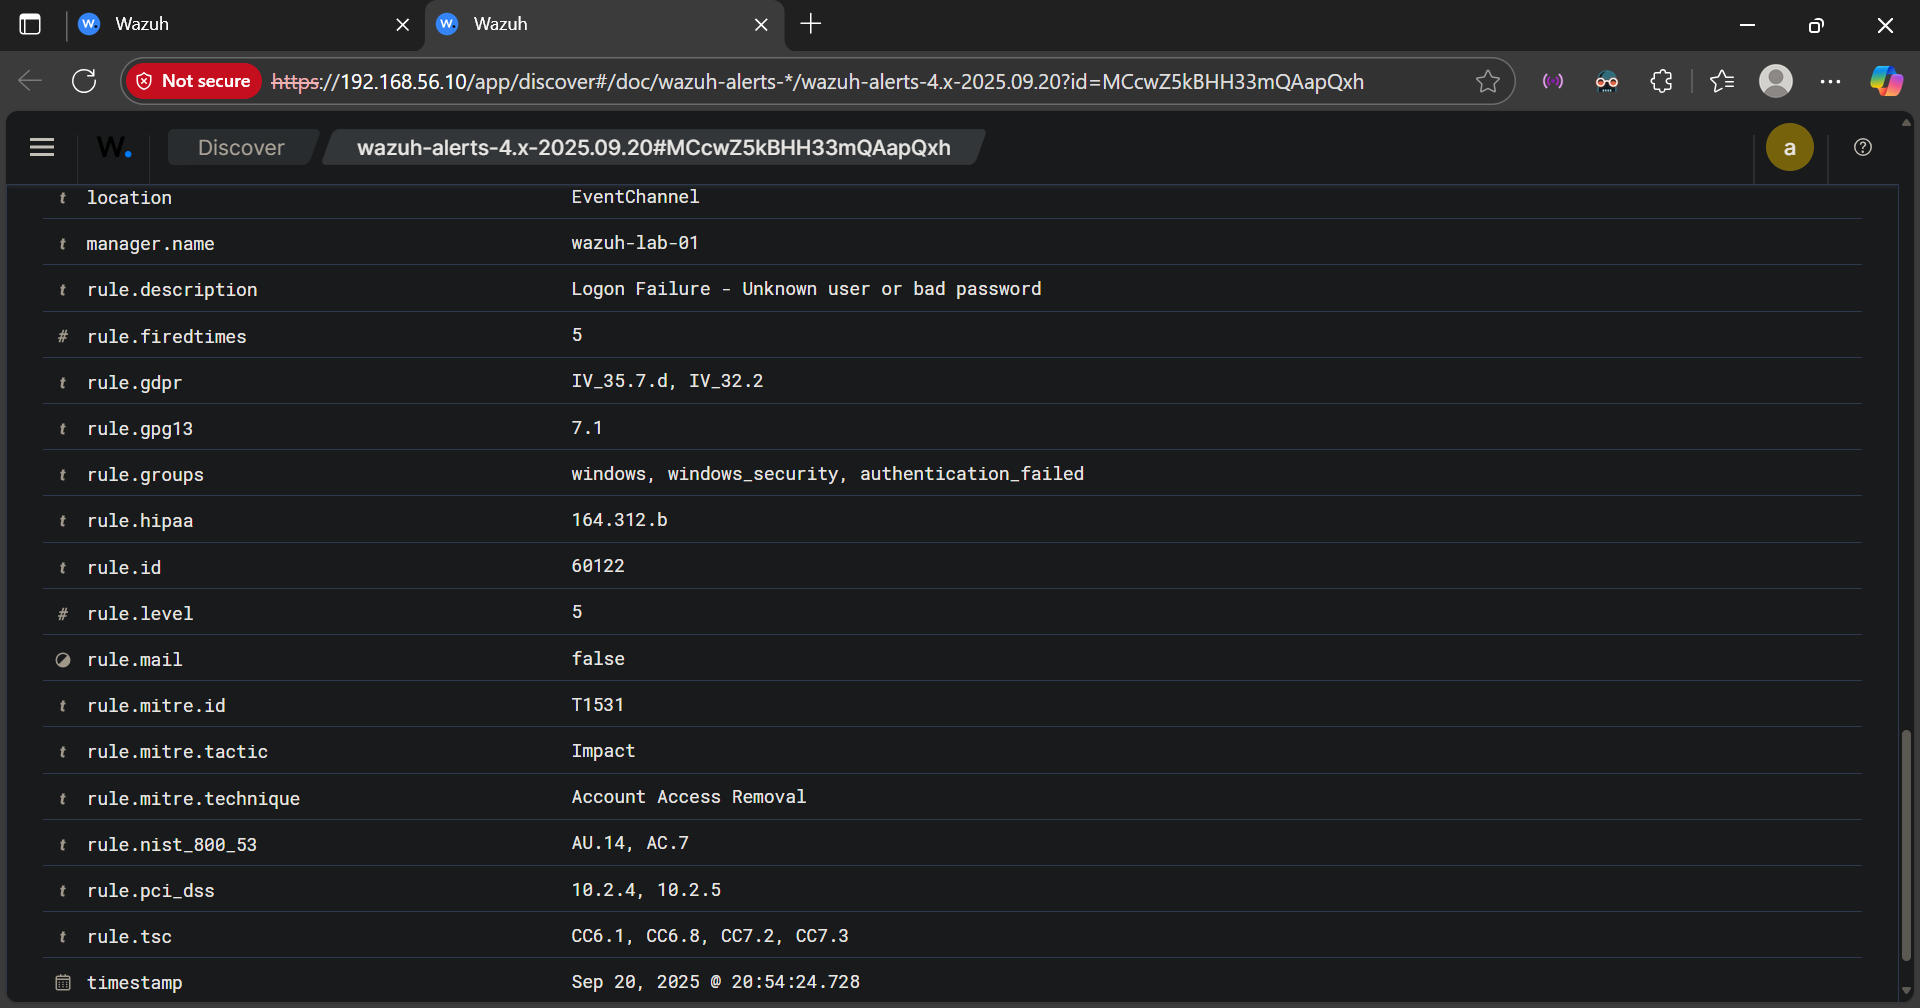 Wazuh
Wazuh
Not secure https://192.168.56.10/app/discover#/doc/wazuh-alerts-*/wazuh-alerts-4.x-2025.09.20?id=MCcwZ5kBHH33mQAapQxh
W. Discover wazuh-alerts-4.x-2025.09.20#MCcwZ5kBHH33mQAapQxh a
t location EventChannel
t manager.name wazuh-lab-01
t rule.description Logon Failure - Unknown user or bad password
# rule.firedtimes 5
t rule.gdpr IV_35.7.d, IV_32.2
t rule.gpg13 7.1
t rule.groups windows, windows_security, authentication_failed
t rule.hipaa 164.312.b
t rule.id 60122
# rule.level 5
rule.mail false
t rule.mitre.id T1531
t rule.mitre.tactic Impact
t rule.mitre.technique Account Access Removal
t rule.nist_800_53 AU.14, AC.7
t rule.pci_dss 10.2.4, 10.2.5
t rule.tsc CC6.1, CC6.8, CC7.2, CC7.3
timestamp Sep 20, 2025 @ 20:54:24.728